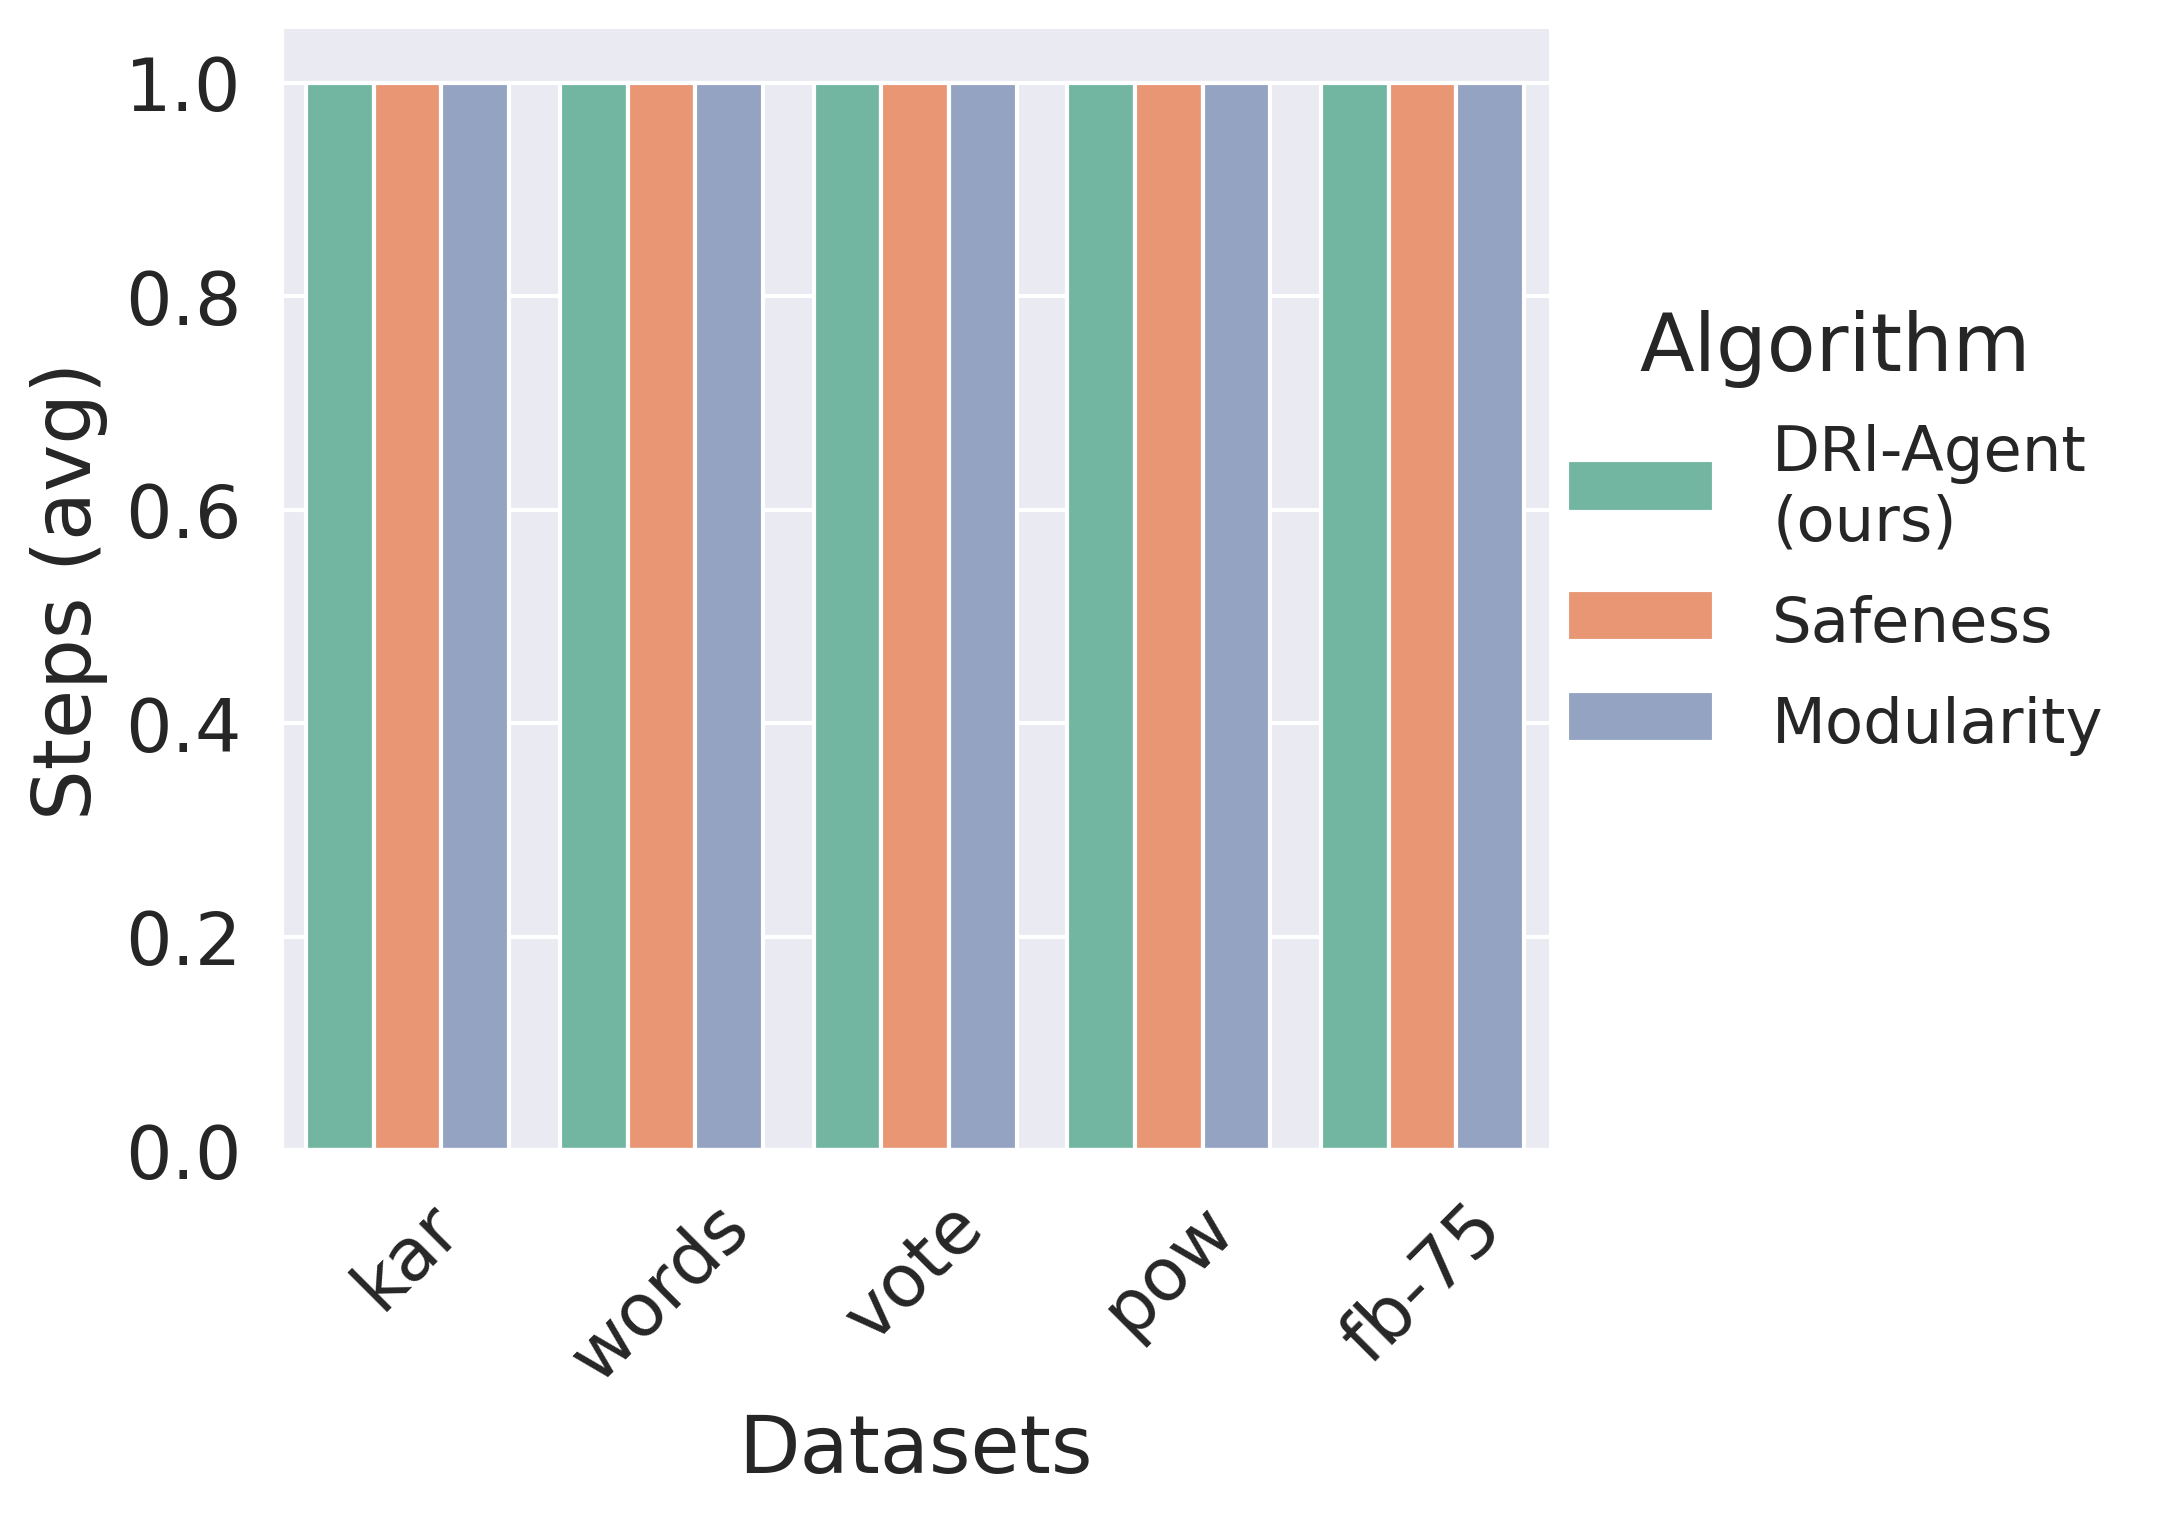 1.0
0.8
0.6
0.4
0.2
0.0
Steps (avg)
kar
words
vote
pow
fb-75
Datasets
Algorithm
DRl-Agent
(ours)
Safeness
Modularity